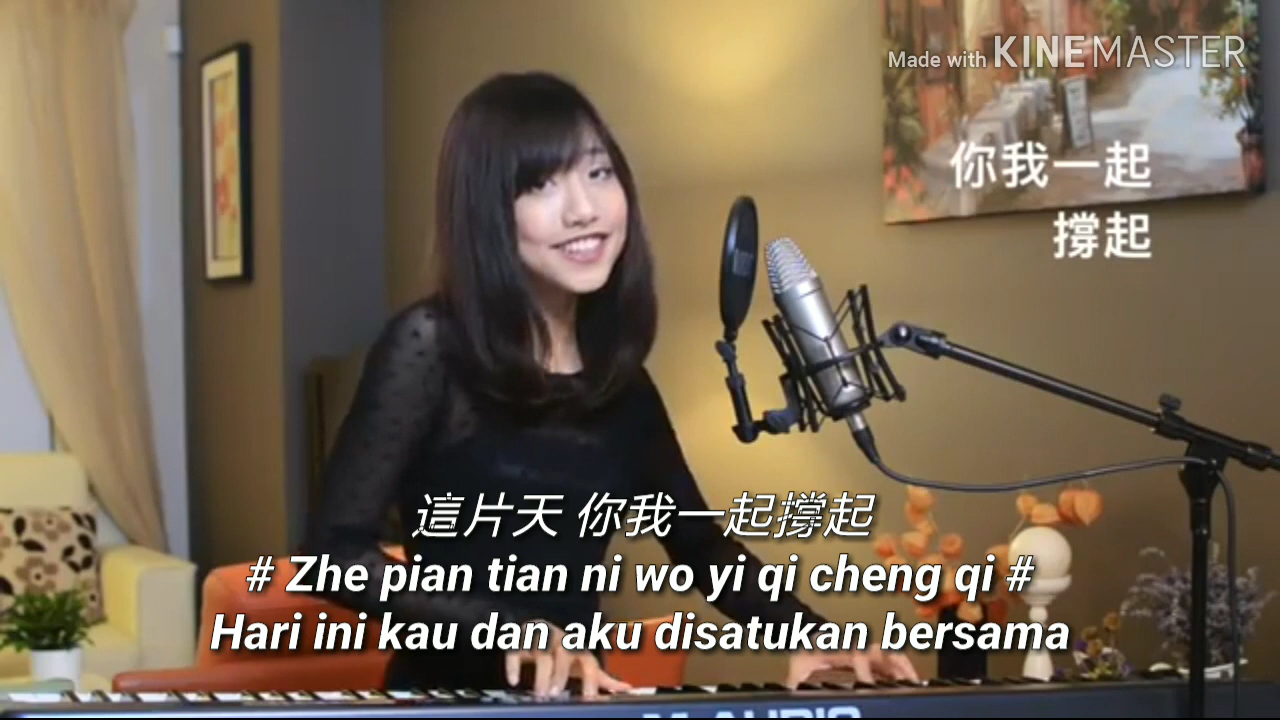 Made with KINEMASTER
你我一起
撐起
這片天 你我一起撐起
# Zhe pian tian ni wo yi qi cheng qi #
Hari ini kau dan aku disatukan bersama
M-AUDIO